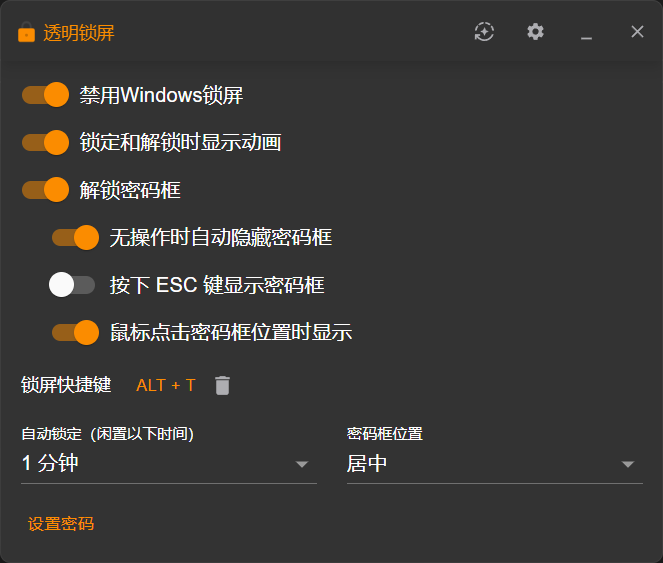 透明锁屏
禁用Windows锁屏
锁定和解锁时显示动画
解锁密码框
无操作时自动隐藏密码框
按下 ESC 键显示密码框
鼠标点击密码框位置时显示
锁屏快捷键 ALT + T
自动锁定（闲置以下时间） 密码框位置
1 分钟 居中
设置密码